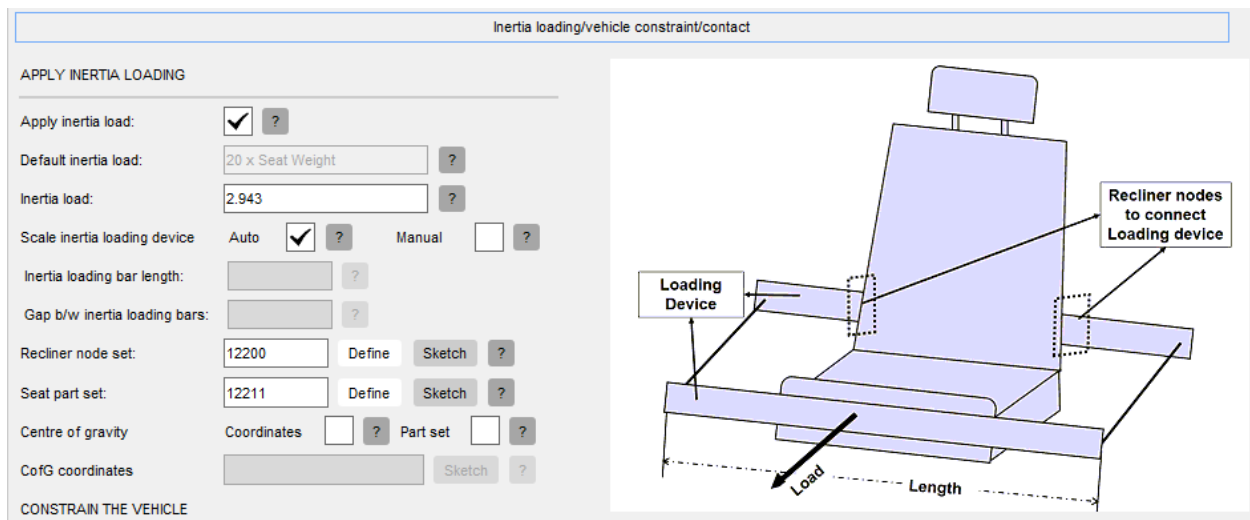 Inertia loading/vehicle constraint/contact
APPLY INERTIA LOADING
Apply inertia load: ?
Default inertia load: 20 x Seat Weight ?
Inertia load: 2.943 ?
Scale inertia loading device Auto ? Manual ?
Inertia loading bar length: ?
Gap b/w inertia loading bars: ?
Recliner node set: 12200 Define Sketch ?
Seat part set: 12211 Define Sketch ?
Centre of gravity Coordinates ? Part set ?
CofG coordinates Sketch ?
CONSTRAIN THE VEHICLE
Recliner nodes
to connect
Loading device
Loading
Device
Load
Length